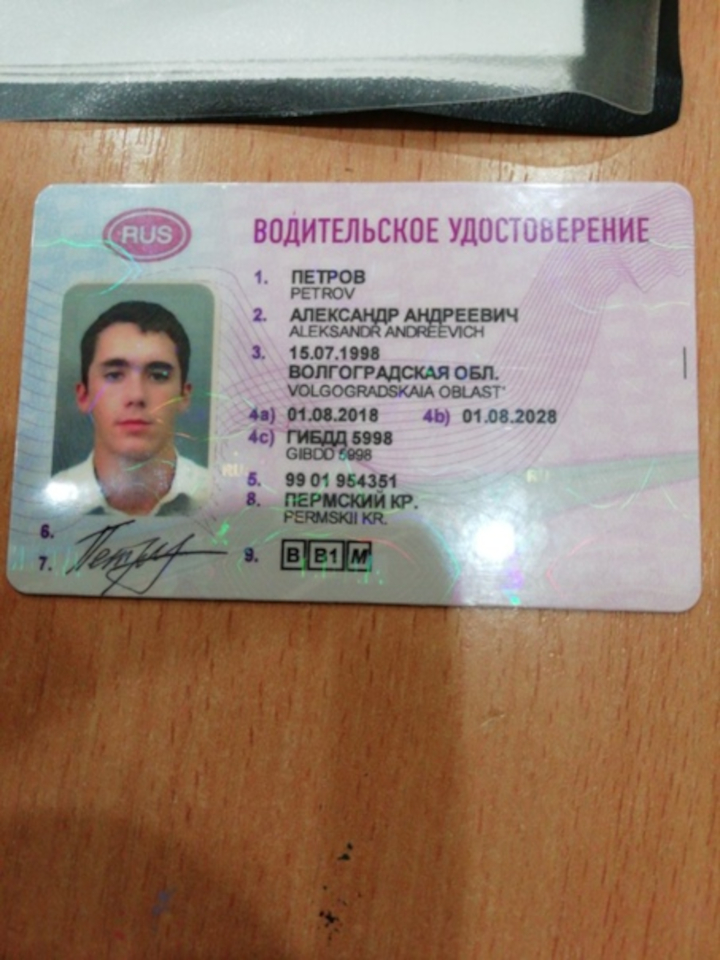 RUS
ВОДИТЕЛЬСКОЕ УДОСТОВЕРЕНИЕ
1. ПЕТРОВ
PETROV
2. АЛЕКСАНДР АНДРЕЕВИЧ
ALEKSANDR ANDREEVICH
3. 15.07.1998
ВОЛГОГРАДСКАЯ ОБЛ.
VOLGOGRADSKAIA OBLAST'
4a) 01.08.2018 4b) 01.08.2028
4c) ГИБДД 5998
GIBDD 5998
5. 99 01 954351
8. ПЕРМСКИЙ КР.
PERMSKII KR.
6.
7.
9. B B1 M